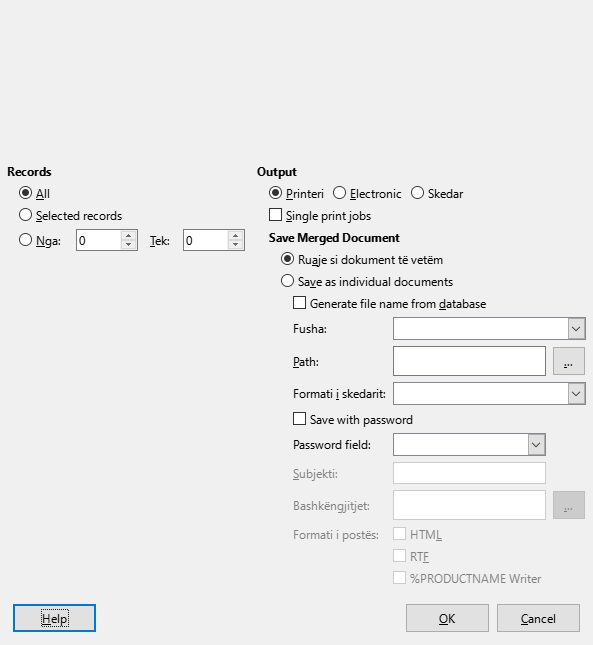 Records
All
Selected records
Nga: 0 Tek: 0
Output
Printeri Electronic Skedar
Single print jobs
Save Merged Document
Ruaje si dokument të vetëm
Save as individual documents
Generate file name from database
Fusha:
Path: ...
Formati i skedarit:
Save with password
Password field:
Subjekti:
Bashkëngjitjet: ...
Formati i postës: HTML
RTF
%PRODUCTNAME Writer
Help OK Cancel